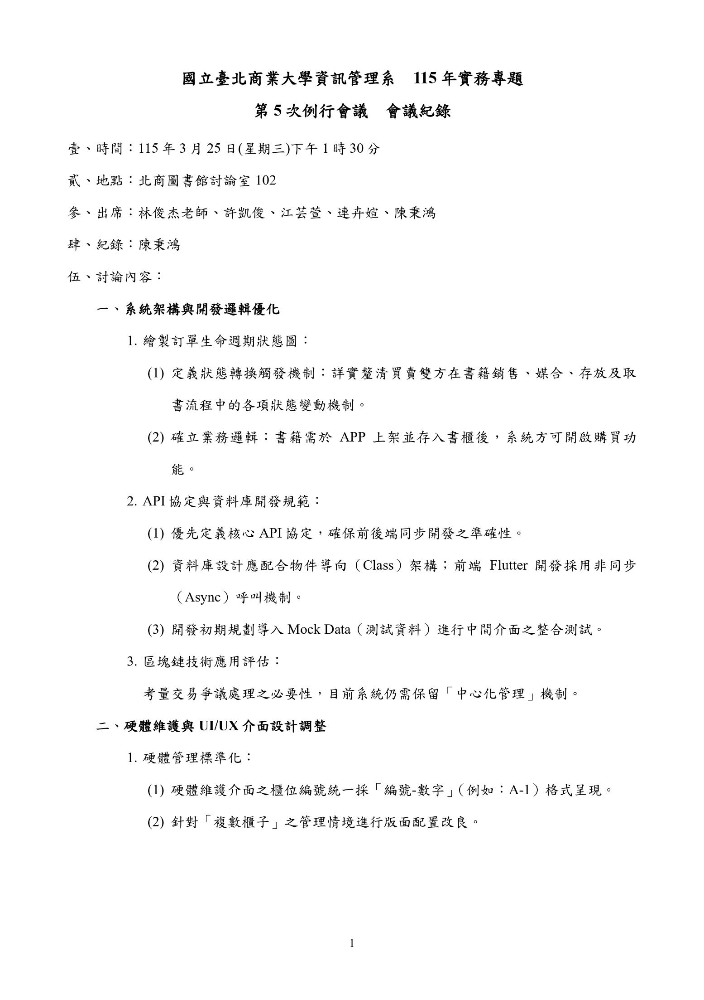 國立臺北商業大學資訊管理系　115 年實務專題
第 5 次例行會議　會議紀錄
壹、時間：115 年 3 月 25 日(星期三)下午 1 時 30 分
貳、地點：北商圖書館討論室 102
參、出席：林俊杰老師、許凱俊、江芸萱、連卉媗、陳秉鴻
肆、紀錄：陳秉鴻
伍、討論內容：
一、系統架構與開發邏輯優化
1. 繪製訂單生命週期狀態圖：
(1) 定義狀態轉換觸發機制：詳實釐清買賣雙方在書籍銷售、媒合、存放及取
書流程中的各項狀態變動機制。
(2) 確立業務邏輯：書籍需於 APP 上架並存入書櫃後，系統方可開啟購買功
能。
2. API 協定與資料庫開發規範：
(1) 優先定義核心 API 協定，確保前後端同步開發之準確性。
(2) 資料庫設計應配合物件導向（Class）架構；前端 Flutter 開發採用非同步
（Async）呼叫機制。
(3) 開發初期規劃導入 Mock Data（測試資料）進行中間介面之整合測試。
3. 區塊鏈技術應用評估：
考量交易爭議處理之必要性，目前系統仍需保留「中心化管理」機制。
二、硬體維護與 UI/UX 介面設計調整
1. 硬體管理標準化：
(1) 硬體維護介面之櫃位編號統一採「編號-數字」（例如：A-1）格式呈現。
(2) 針對「複數櫃子」之管理情境進行版面配置改良。
1